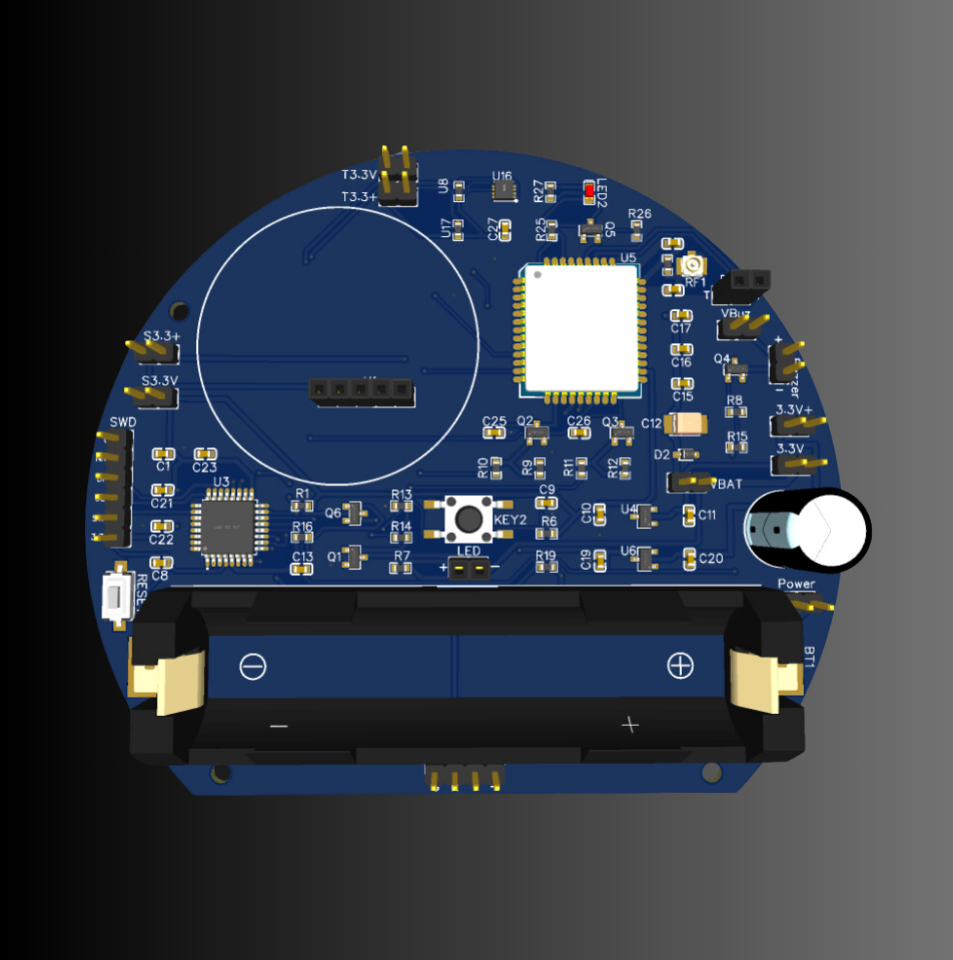 T3.3V
T3.3+
U8
U16
R27
LED2
U17
C27
R25
Q5
R26
U5
RF1
VBus
C17
C16
C15
Q4
+
−
S3.3+
S3.3V
SWD
C12
R8
3.3V+
R15
3.3V
D2
VBAT
C25
Q2
C26
Q3
R10
R9
R11
R12
C1
C23
C21
U3
C22
C8
R1
R13
Q6
R16
R14
C13
Q1
R7
KEY2
LED
+
−
C9
R6
R19
C10
U4
C11
C19
U6
C20
Power
BT1
−
+
−
+